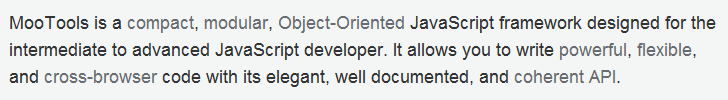 MooTools is a compact, modular, Object-Oriented JavaScript framework designed for the
intermediate to advanced JavaScript developer. It allows you to write powerful, flexible,
and cross-browser code with its elegant, well documented, and coherent API.